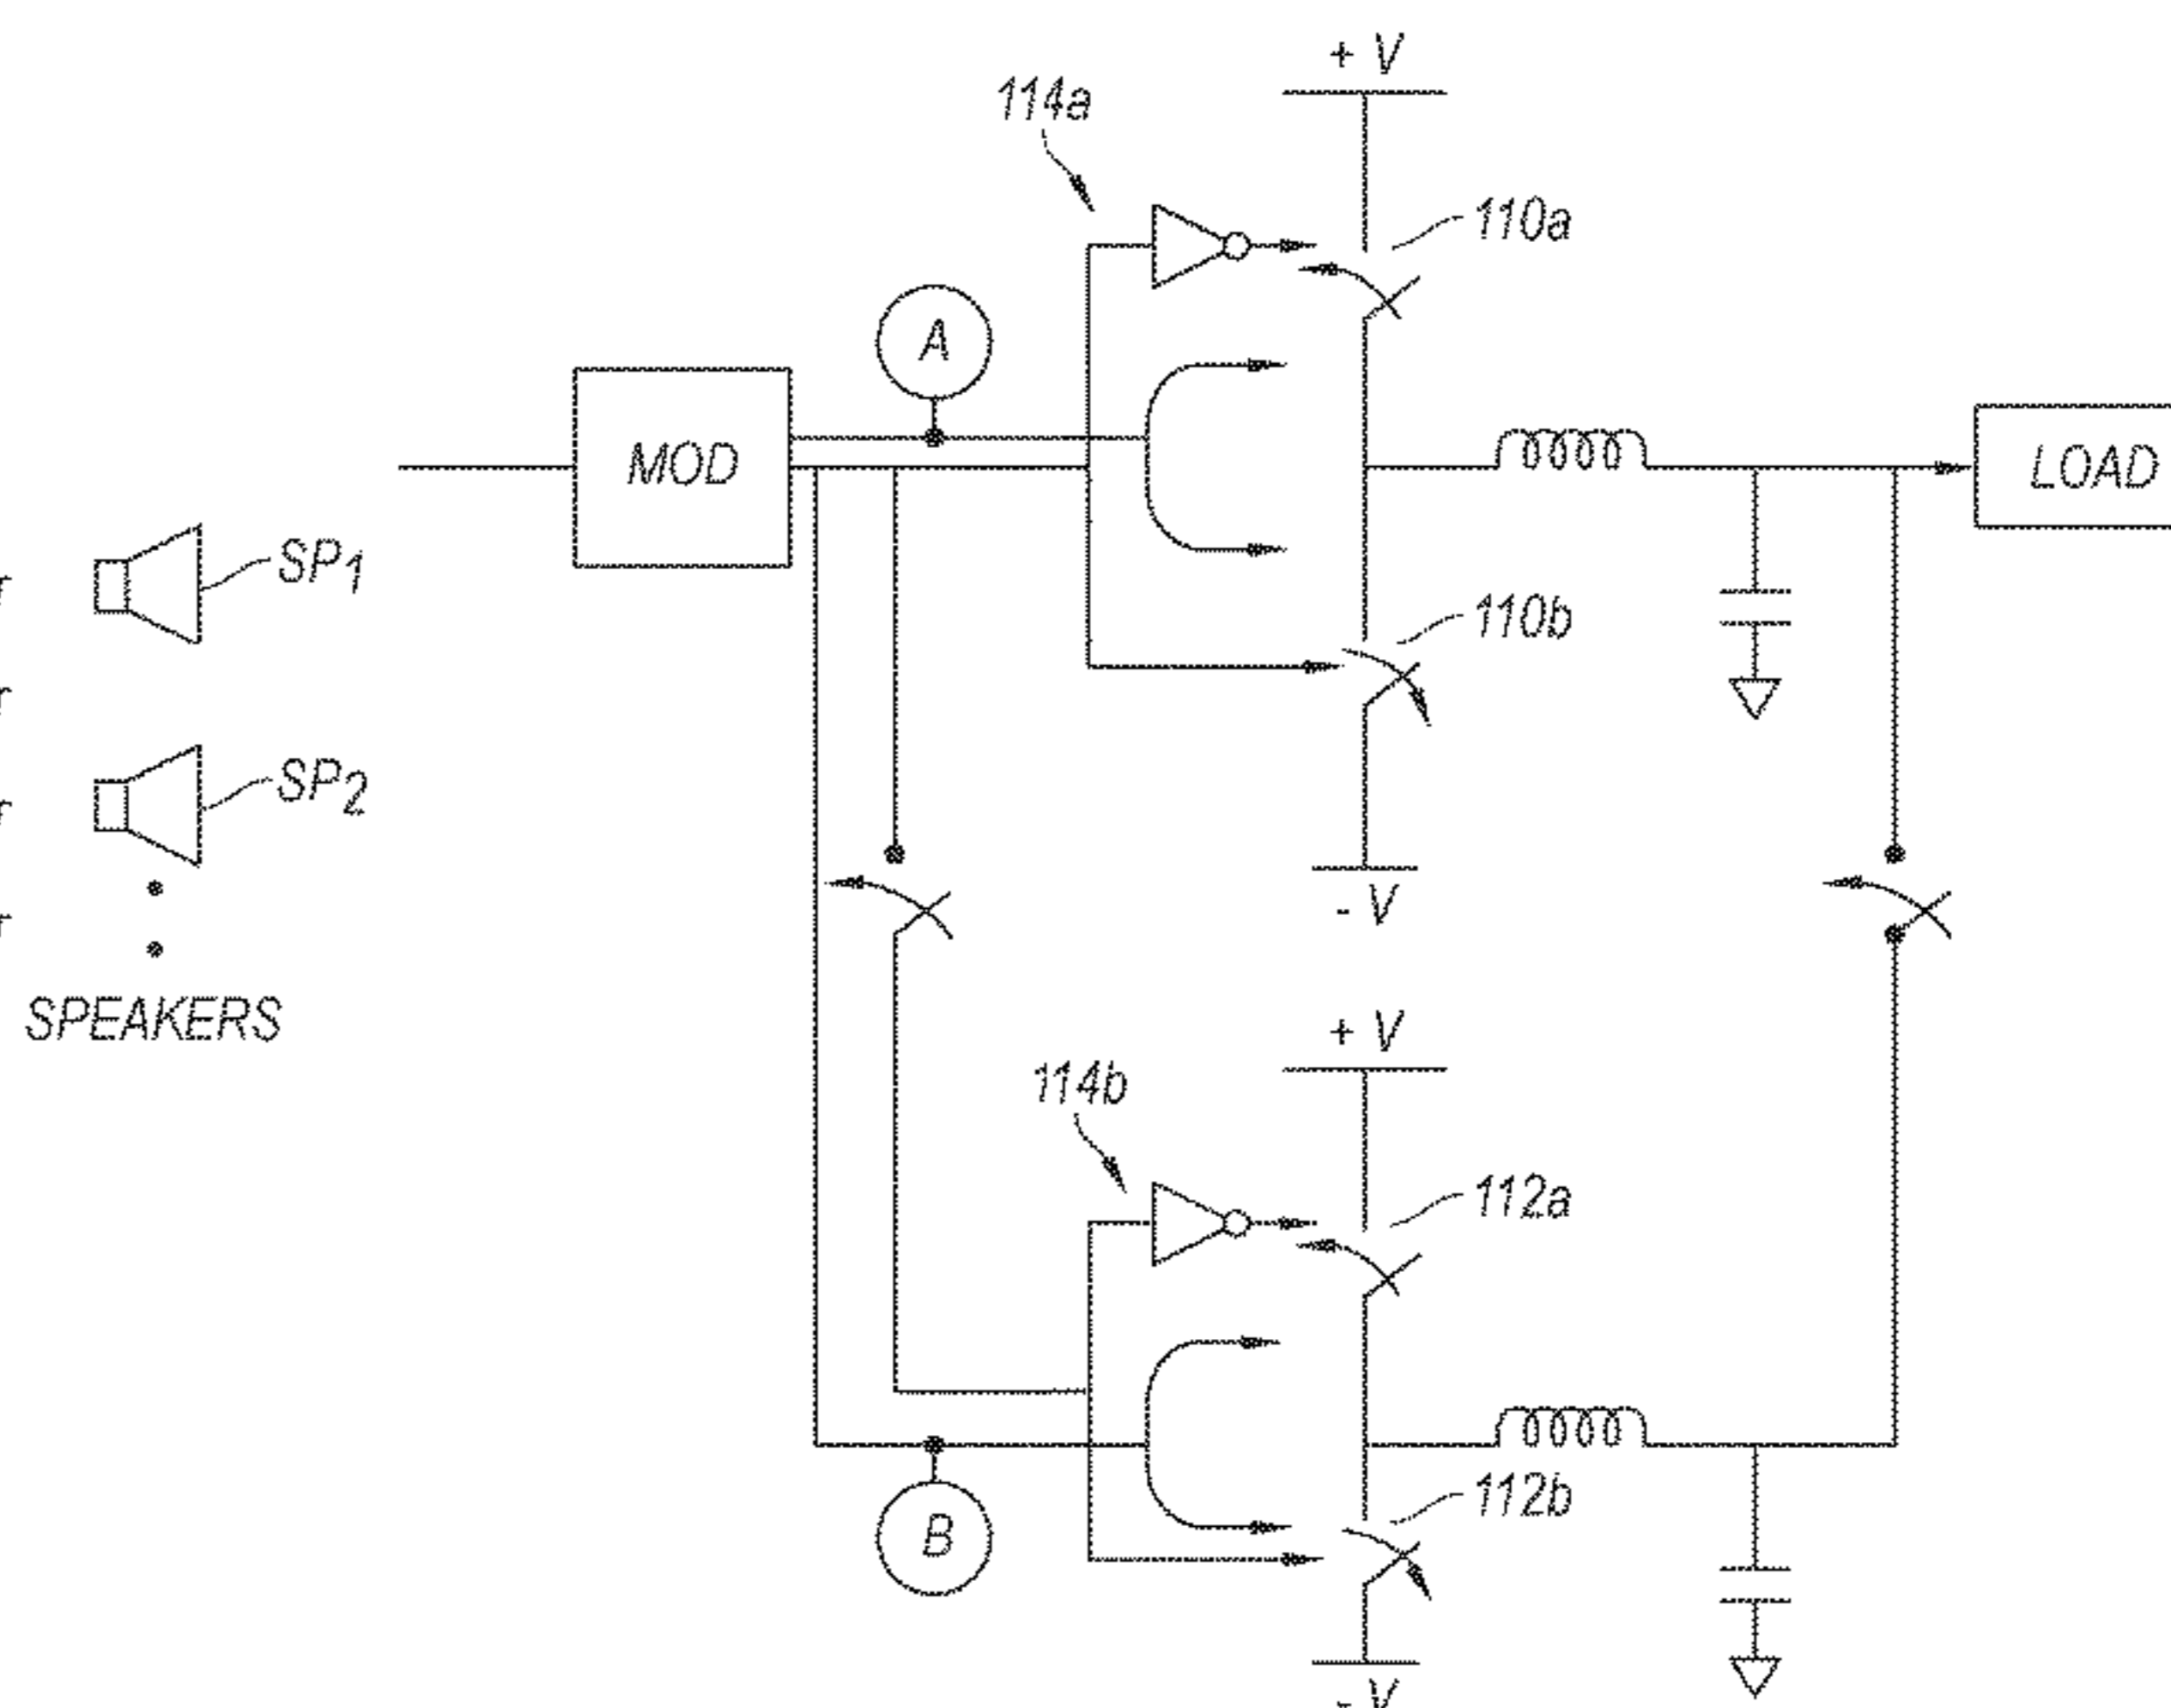 + V
114a
110a
A
MOD
LOAD
SP1
110b
SP2
- V
SPEAKERS
+ V
114b
112a
112b
B
- V